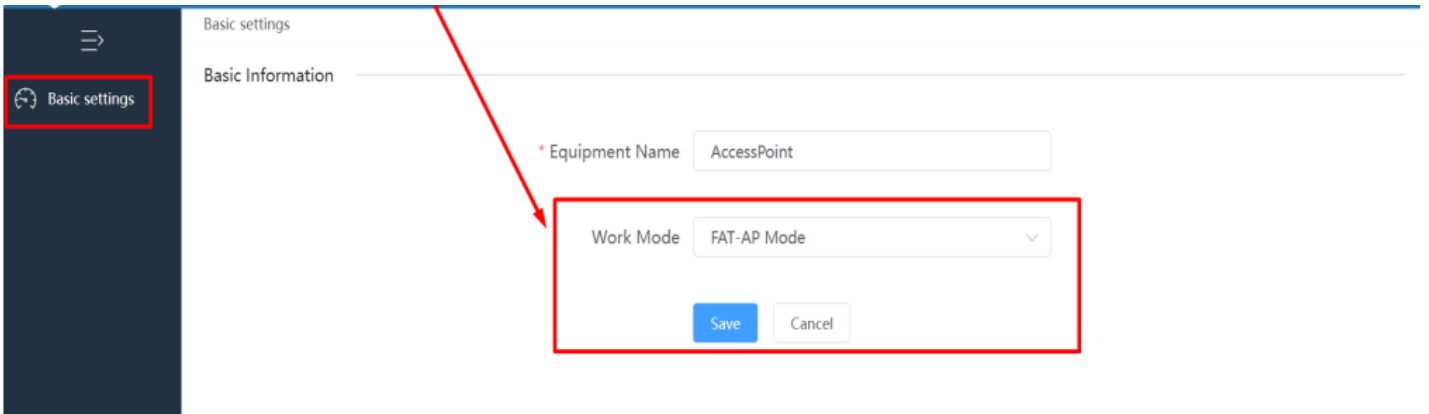 Basic settings
Basic settings
Basic Information
* Equipment Name AccessPoint
Work Mode FAT-AP Mode
Save Cancel